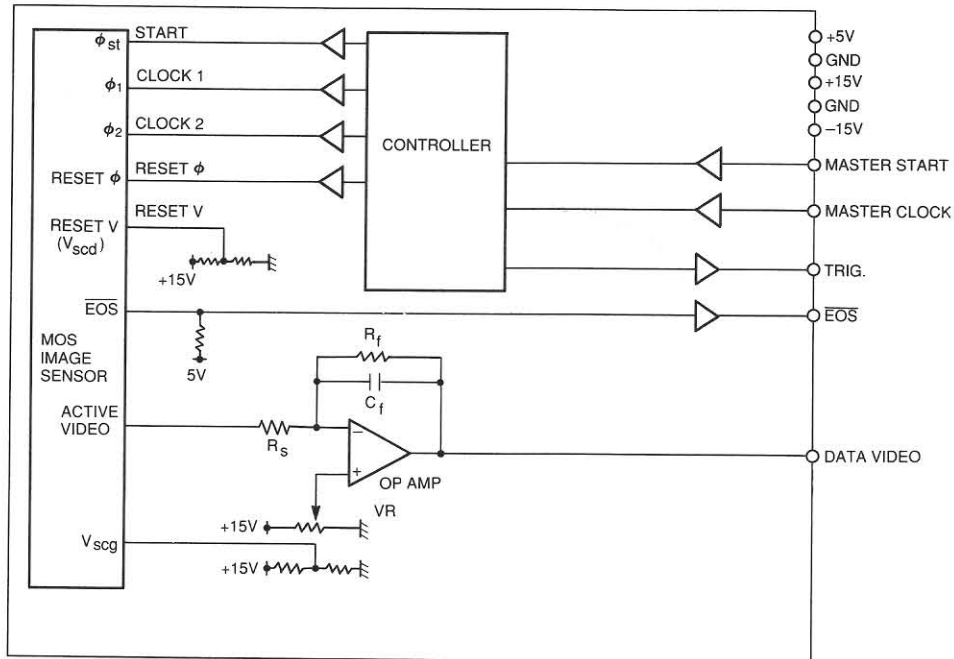 ϕst START
ϕ1 CLOCK 1
ϕ2 CLOCK 2
RESET ϕ RESET ϕ
RESET V RESET V
(Vscd)
+15V
EOS
5V
MOS
IMAGE
SENSOR
ACTIVE
VIDEO
Vscg
CONTROLLER
Rf
Cf
Rs
−
+
OP AMP
VR
+15V
+15V
+5V
GND
+15V
GND
−15V
MASTER START
MASTER CLOCK
TRIG.
EOS
DATA VIDEO